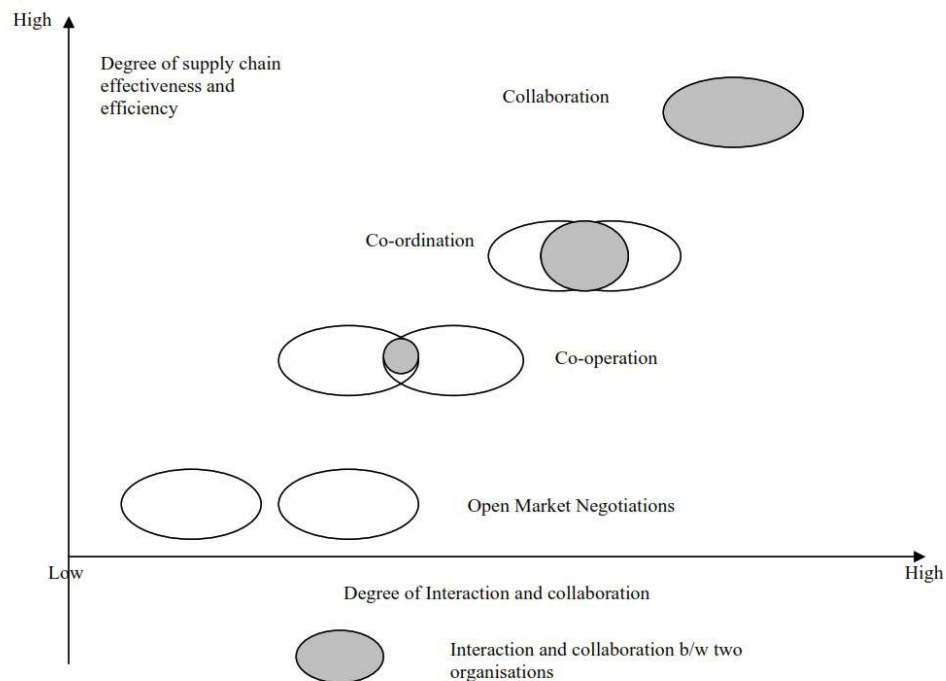 High
Degree of supply chain
effectiveness and
efficiency
Collaboration
Co-ordination
Co-operation
Open Market Negotiations
Low
High
Degree of Interaction and collaboration
Interaction and collaboration b/w two
organisations